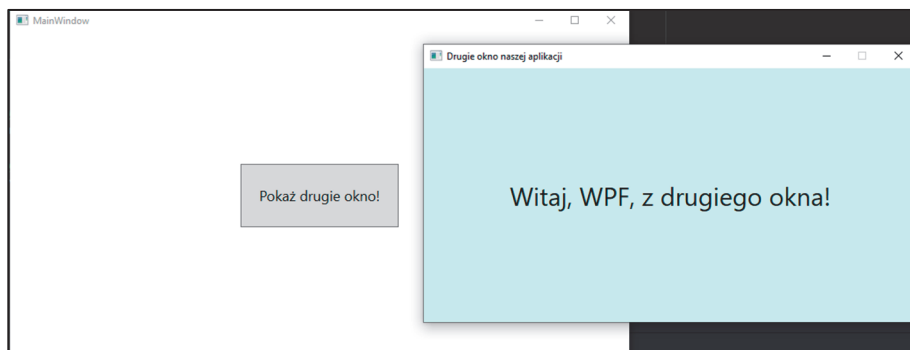 MainWindow
Drugie okno naszej aplikacji
Pokaż drugie okno!
Witaj, WPF, z drugiego okna!